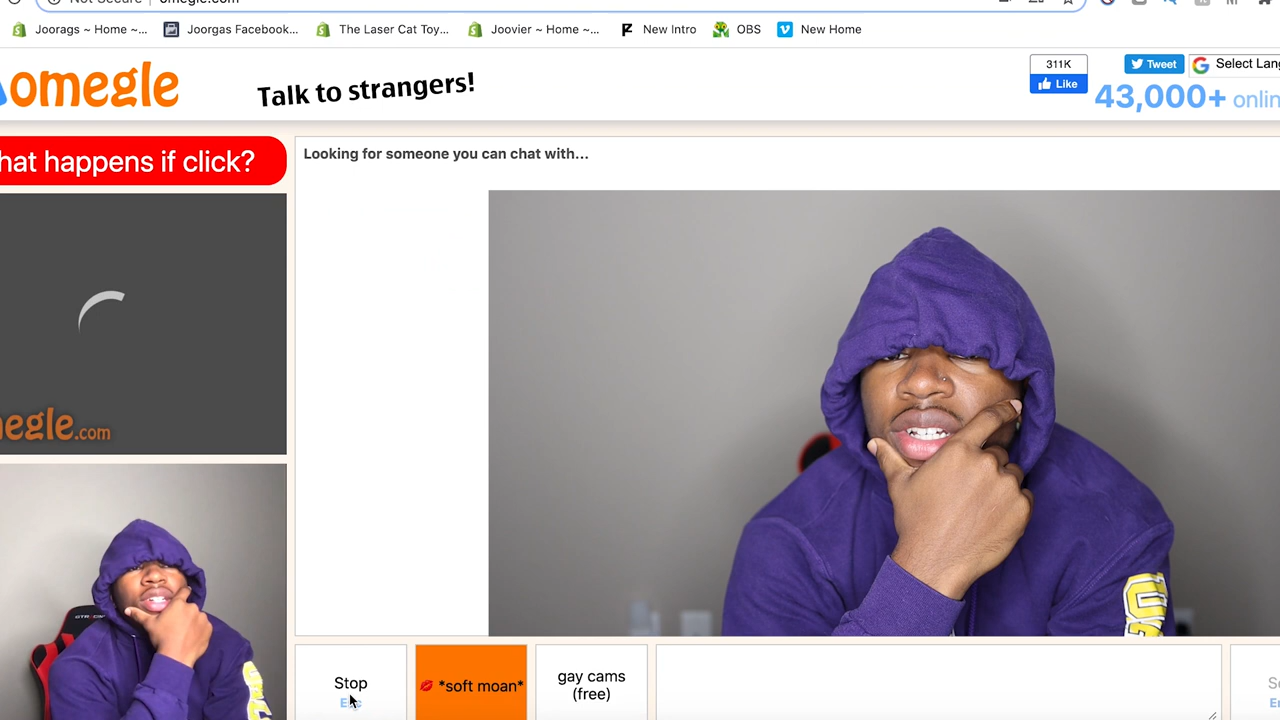 Not Secure
omegle.com
Joorags ~ Home ~...
Joorgas Facebook...
The Laser Cat Toy...
Joovier ~ Home ~...
New Intro
OBS
New Home
omegle
Talk to strangers!
311K
Like
Tweet
Select Lang
43,000+ onlin
hat happens if click?
Looking for someone you can chat with...
egle.com
GTRACING
Stop
Esc
💋 *soft moan*
gay cams
(free)